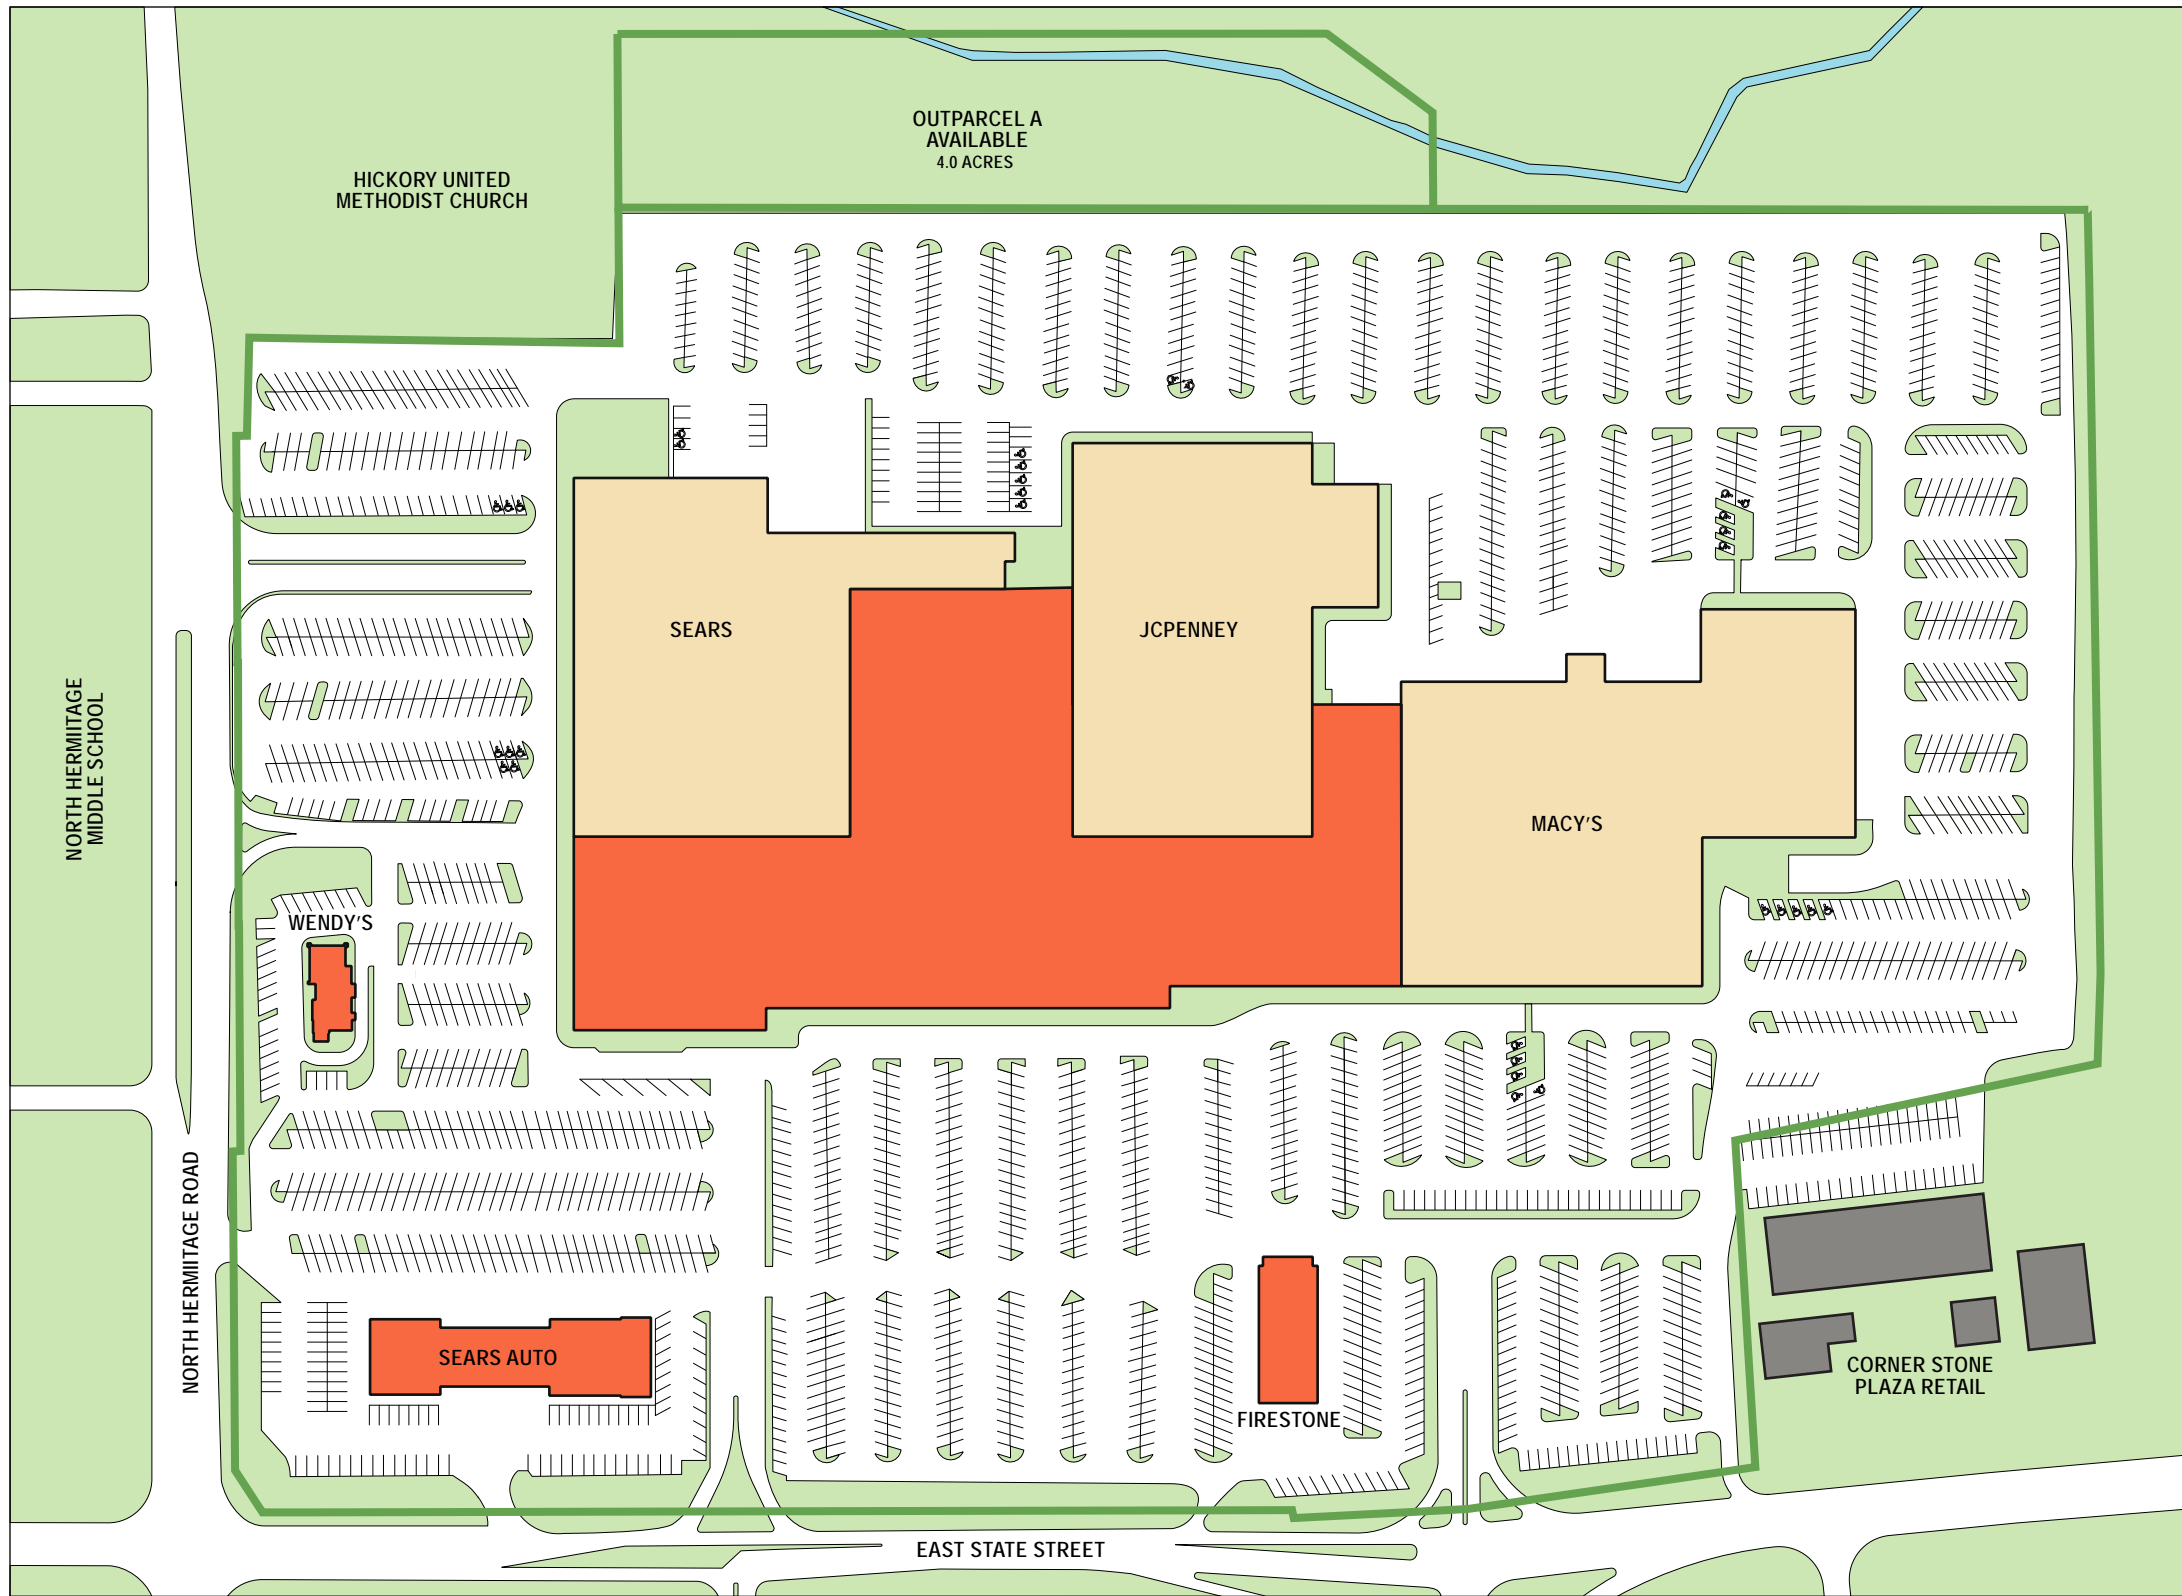 OUTPARCEL A
AVAILABLE
4.0 ACRES
HICKORY UNITED
METHODIST CHURCH
SEARS
JCPENNEY
MACY'S
NORTH HERMITAGE
MIDDLE SCHOOL
WENDY'S
NORTH HERMIITAGE ROAD
SEARS AUTO
FIRESTONE
CORNER STONE
PLAZA RETAIL
EAST STATE STREET